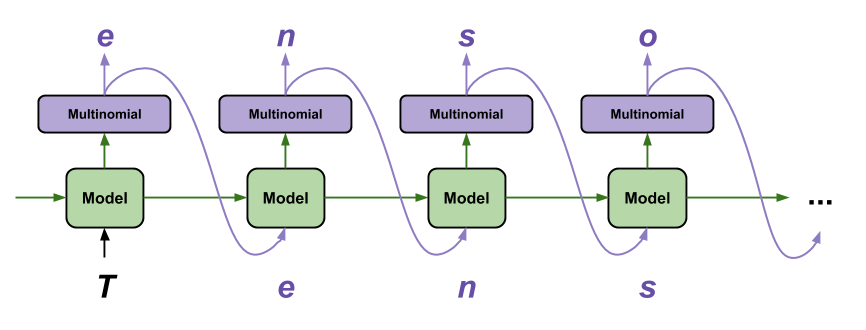 e n s o
Multinomial Multinomial Multinomial Multinomial
Model Model Model Model ...
T e n s